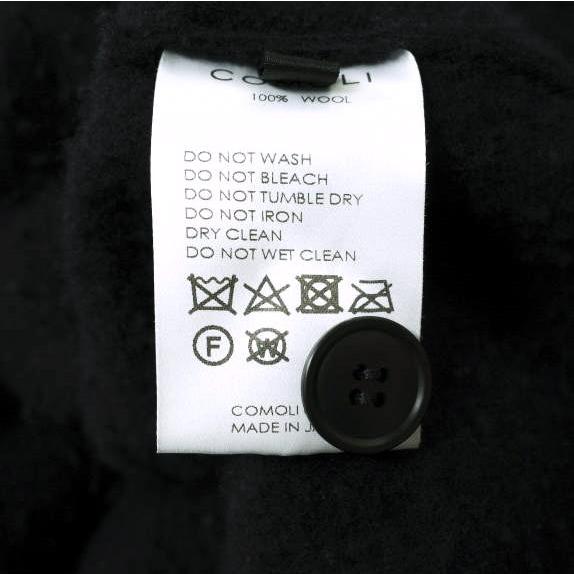 COMOLI
100% WOOL
DO NOT WASH
DO NOT BLEACH
DO NOT TUMBLE DRY
DO NOT IRON
DRY CLEAN
DO NOT WET CLEAN
F W
COMOLI
MADE IN